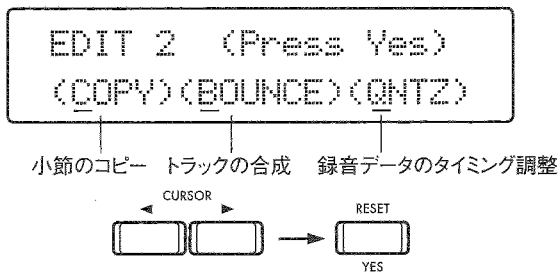 EDIT 2 (Press Yes)
(COPY)(BOUNCE)(QNTZ)
小節のコピー トラックの合成 録音データのタイミング調整
CURSOR
◄ ► RESET
YES